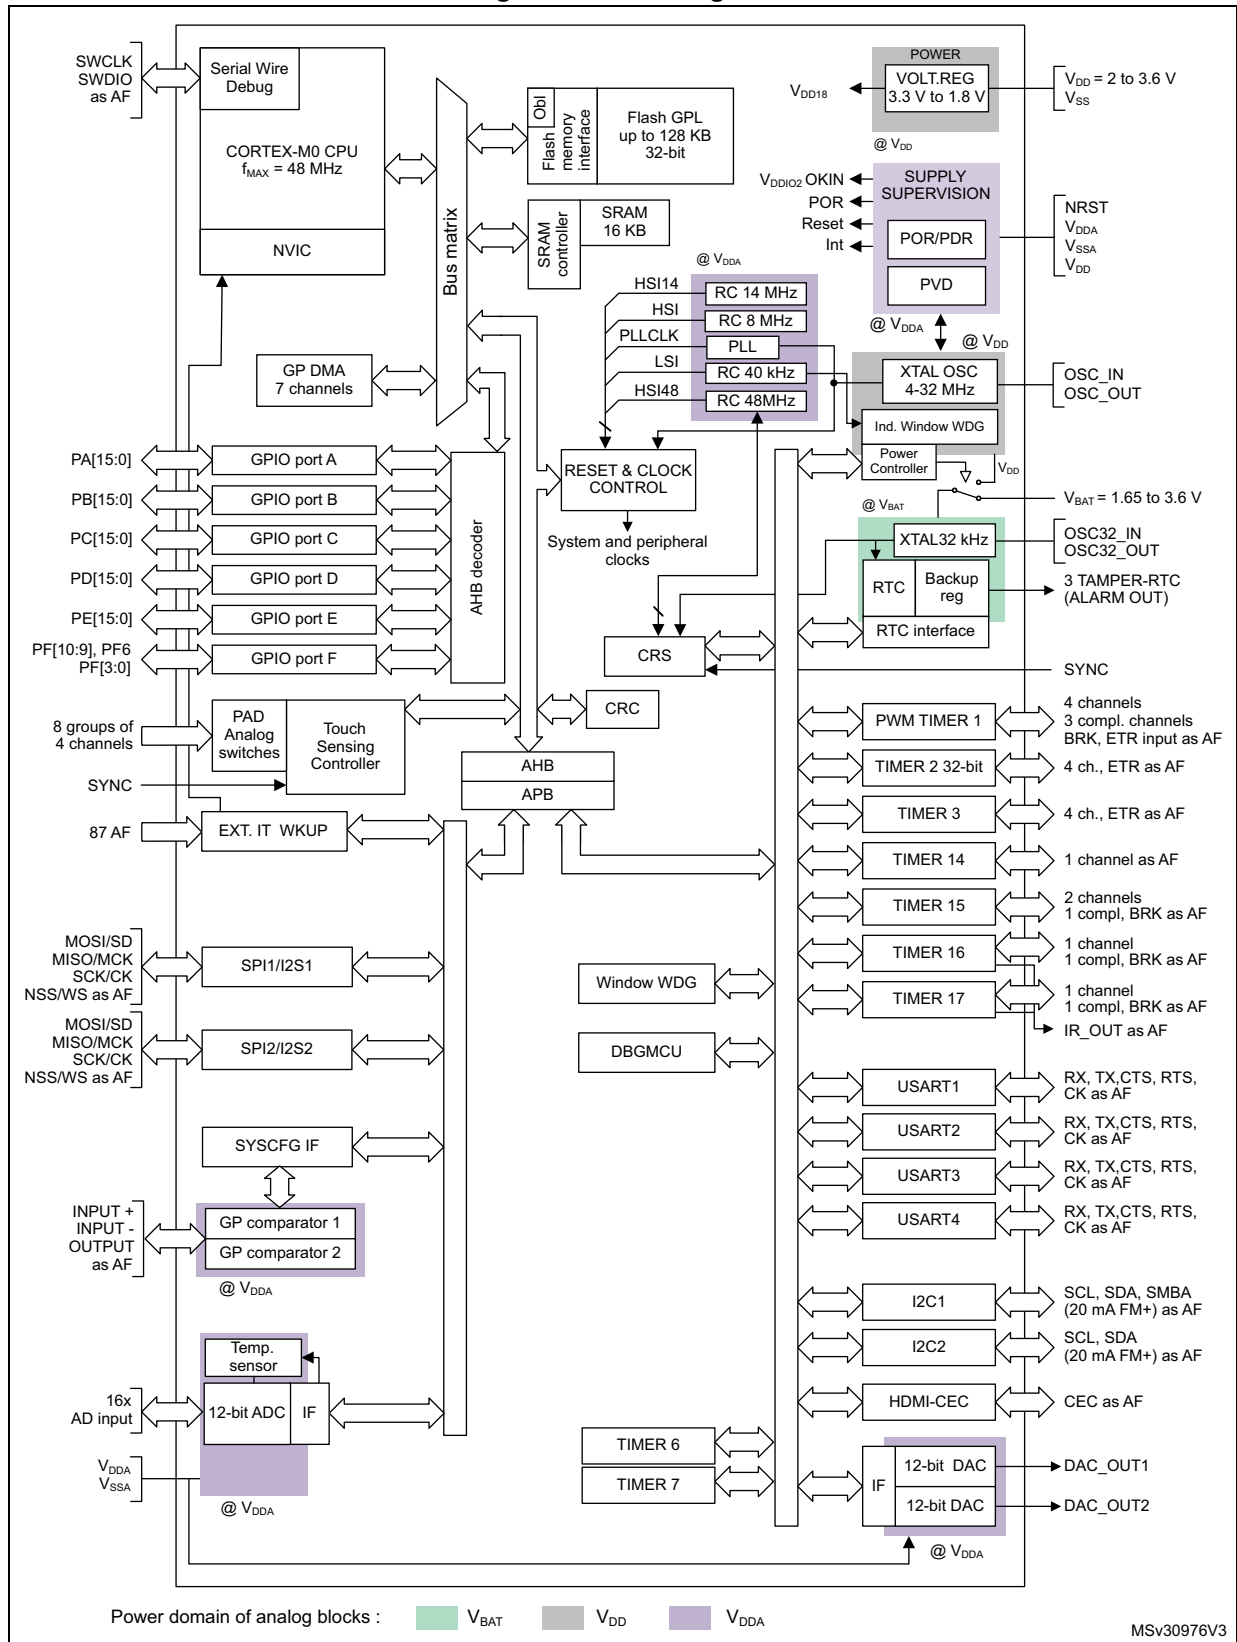 SWCLK
SWDIO
as AF
Serial Wire
Debug
CORTEX-M0 CPU
fMAX = 48 MHz
NVIC
Bus matrix
Obl
Flash
memory
interface
Flash GPL
up to 128 KB
32-bit
SRAM
controller
SRAM
16 KB
POWER
VOLT.REG
3.3 V to 1.8 V
VDD18
VDD = 2 to 3.6 V
VSS
@ VDD
VDDIO2 OKIN
POR
Reset
Int
SUPPLY
SUPERVISION
POR/PDR
PVD
NRST
VDDA
VSSA
VDD
@ VDDA
@ VDDA
@ VDD
HSI14
HSI
PLLCLK
LSI
HSI48
RC 14 MHz
RC 8 MHz
PLL
RC 40 kHz
RC 48MHz
XTAL OSC
4-32 MHz
OSC_IN
OSC_OUT
Ind. Window WDG
Power
Controller
VDD
@ VBAT
VBAT = 1.65 to 3.6 V
GP DMA
7 channels
PA[15:0]
GPIO port A
PB[15:0]
GPIO port B
PC[15:0]
GPIO port C
PD[15:0]
GPIO port D
PE[15:0]
GPIO port E
PF[10:9], PF6
PF[3:0]
GPIO port F
AHB decoder
RESET & CLOCK
CONTROL
System and peripheral
clocks
XTAL32 kHz
OSC32_IN
OSC32_OUT
RTC
Backup
reg
3 TAMPER-RTC
(ALARM OUT)
RTC interface
CRS
SYNC
8 groups of
4 channels
PAD
Analog
switches
Touch
Sensing
Controller
SYNC
CRC
AHB
APB
87 AF
EXT. IT WKUP
PWM TIMER 1
4 channels
3 compl. channels
BRK, ETR input as AF
TIMER 2 32-bit
4 ch., ETR as AF
TIMER 3
4 ch., ETR as AF
TIMER 14
1 channel as AF
TIMER 15
2 channels
1 compl, BRK as AF
TIMER 16
1 channel
1 compl, BRK as AF
TIMER 17
1 channel
1 compl, BRK as AF
IR_OUT as AF
MOSI/SD
MISO/MCK
SCK/CK
NSS/WS as AF
SPI1/I2S1
MOSI/SD
MISO/MCK
SCK/CK
NSS/WS as AF
SPI2/I2S2
Window WDG
DBGMCU
USART1
RX, TX,CTS, RTS,
CK as AF
USART2
RX, TX,CTS, RTS,
CK as AF
USART3
RX, TX,CTS, RTS,
CK as AF
USART4
RX, TX,CTS, RTS,
CK as AF
SYSCFG IF
INPUT +
INPUT -
OUTPUT
as AF
GP comparator 1
GP comparator 2
@ VDDA
I2C1
SCL, SDA, SMBA
(20 mA FM+) as AF
I2C2
SCL, SDA
(20 mA FM+) as AF
HDMI-CEC
CEC as AF
Temp.
sensor
16x
AD input
12-bit ADC
IF
VDDA
VSSA
@ VDDA
TIMER 6
TIMER 7
IF
12-bit DAC
12-bit DAC
DAC_OUT1
DAC_OUT2
@ VDDA
Power domain of analog blocks :
VBAT
VDD
VDDA
MSv30976V3